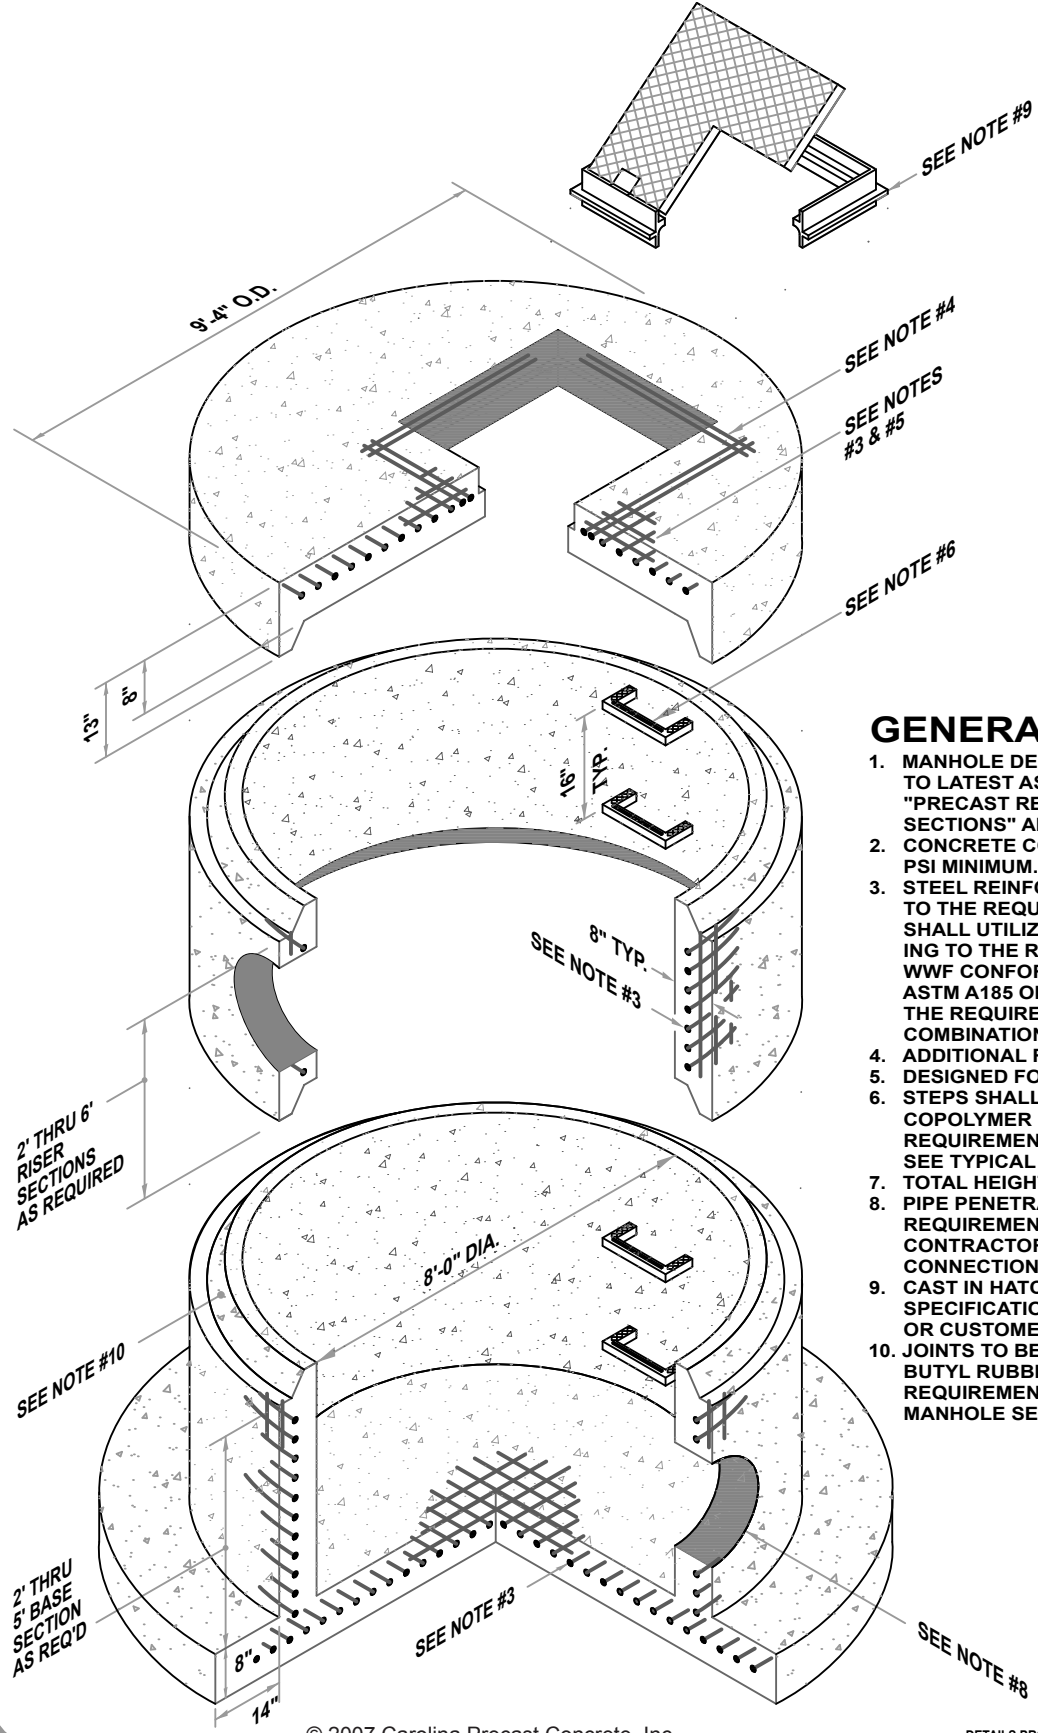 SEE NOTE #9
9'-4" O.D.
SEE NOTE #4
SEE NOTES
#3 & #5
SEE NOTE #6
13"
8"
16"
TYP.
8" TYP.
SEE NOTE #3
2' THRU 6'
RISER
SECTIONS
AS REQUIRED
8'-0" DIA.
SEE NOTE #10
2' THRU
5' BASE
SECTION
AS REQ'D
8"
14"
SEE NOTE #3
SEE NOTE #8
GENERA
1. MANHOLE DE
TO LATEST AS
"PRECAST RE
SECTIONS" A
2. CONCRETE CO
PSI MINIMUM.
3. STEEL REINFO
TO THE REQU
SHALL UTILIZ
ING TO THE R
WWF CONFOR
ASTM A185 O
THE REQUIRE
COMBINATION
4. ADDITIONAL
5. DESIGNED FO
6. STEPS SHALL
COPOLYMER
REQUIREMEN
SEE TYPICAL
7. TOTAL HEIGH
8. PIPE PENETRA
REQUIREMEN
CONTRACTO
CONNECTION
9. CAST IN HATC
SPECIFICATIO
OR CUSTOME
10. JOINTS TO BE
BUTYL RUBB
REQUIREMEN
MANHOLE SE
© 2007 Carolina Precast Concrete, Inc.